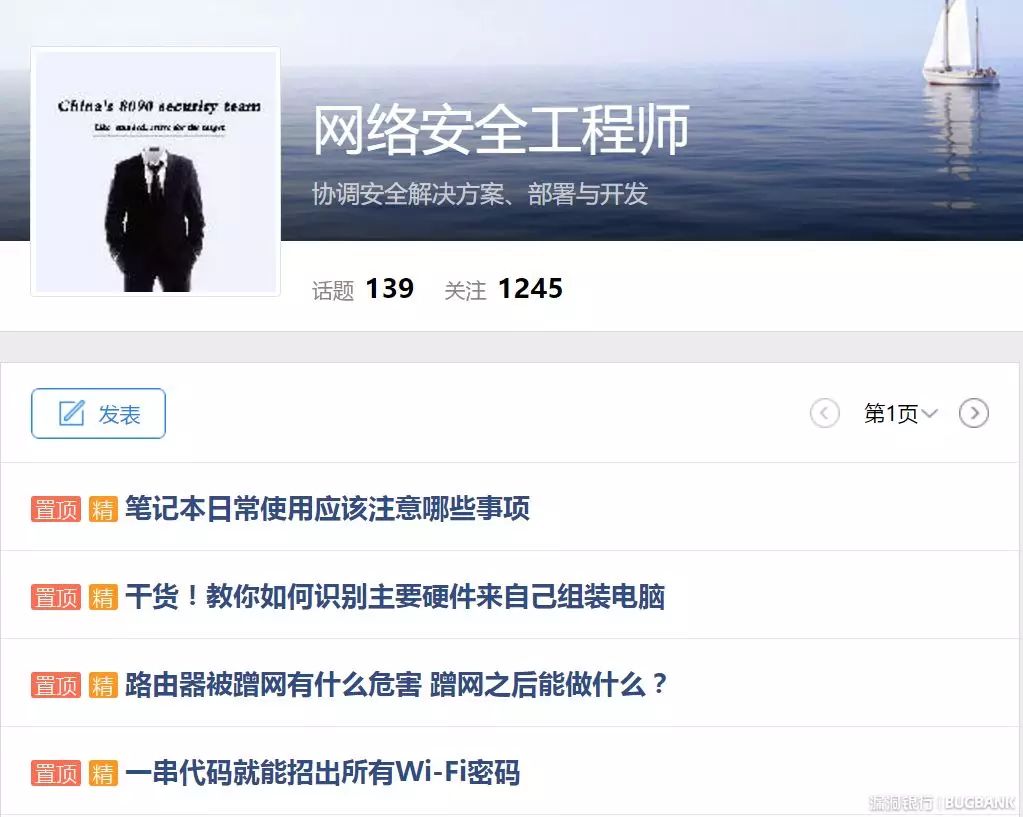 China's 8090 security team
网络安全工程师
协调安全解决方案、部署与开发
话题 139 关注 1245
发表
第1页
置顶 精 笔记本日常使用应该注意哪些事项
置顶 精 干货！教你如何识别主要硬件来自己组装电脑
置顶 精 路由器被蹭网有什么危害 蹭网之后能做什么？
置顶 精 一串代码就能招出所有Wi-Fi密码
漏洞银行 | BUGBANK